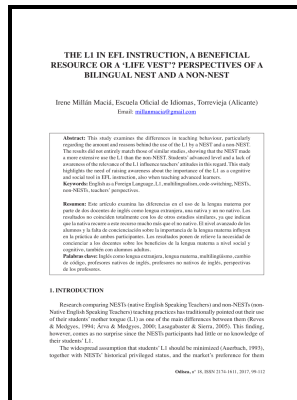 THE L1 IN EFL INSTRUCTION, A BENEFICIAL
RESOURCE OR A ‘LIFE VEST’? PERSPECTIVES OF A
BILINGUAL NEST AND A NON-NEST
Irene Millán Maciá, Escuela Oficial de Idiomas, Torrevieja (Alicante)
Email: millanmacia@gmail.com
Abstract: This study examines the differences in teaching behaviour, particularly
regarding the amount and reasons behind the use of the L1 by a NEST and a non-NEST.
The results did not entirely match those of similar studies, showing that the NEST made
a more extensive use the L1 than the non-NEST. Students’ advanced level and a lack of
awareness of the relevance of the L1 influence teachers’ attitudes in this regard. This study
highlights the need of raising awareness about the importance of the L1 as a cognitive
and social tool in EFL instruction, also when teaching advanced learners.
Keywords: English as a Foreign Language, L1, multilingualism, code-switching, NESTs,
non-NESTs, teachers’ perspectives.
Resumen: Este artículo examina las diferencias en el uso de la lengua materna por
parte de dos docentes de inglés como lengua extranjera, una nativa y una no nativa. Los
resultados no coinciden totalmente con los de otros estudios similares, ya que indican
que la nativa recurre a este recurso mucho más que el no nativo. El nivel avanzado de los
alumnos y la falta de concienciación sobre la importancia de la lengua materna influyen
en la práctica de ambos participantes. Los resultados ponen de relieve la necesidad de
concienciar a los docentes sobre los beneficios de la lengua materna a nivel social y
cognitivo, también con alumnos adultos.
Palabras clave: Inglés como lengua extranjera, lengua materna, multilingüismo, cambio
de código, profesores nativos de inglés, profesores no nativos de inglés, perspectivas
de los profesores.
1. INTRODUCTION
Research comparing NESTs (native English Speaking Teachers) and non-NESTs (non-
Native English Speaking Teachers) teaching practices has traditionally pointed out their use
of their students’ mother tongue (L1) as one of the main differences between them (Reves
& Medgyes, 1994; Árva & Medgyes, 2000; Lasagabaster & Sierra, 2005). This finding,
however, comes as no surprise since the NESTs participants had little or no knowledge of
their students’ L1.
The widespread assumption that students’ L1 should be minimized (Auerbach, 1993),
together with NESTs’ historical privileged status, and the market’s preference for them
Odisea, nº 18, ISSN 2174-1611, 2017, 99-112